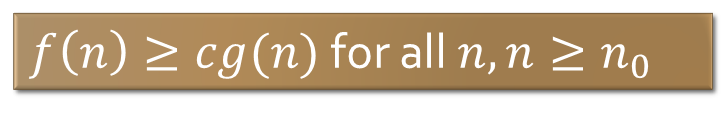 f(n) ≥ cg(n) for all n, n ≥ n₀